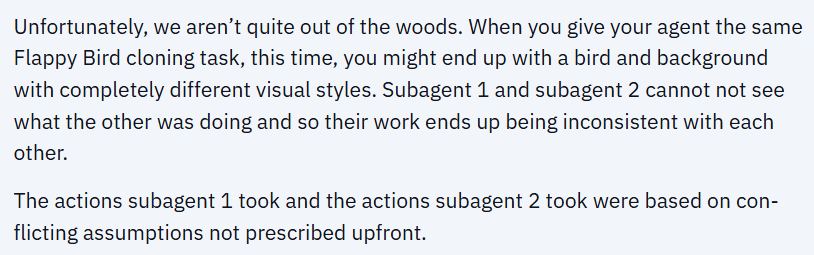 Unfortunately, we aren’t quite out of the woods. When you give your agent the same
Flappy Bird cloning task, this time, you might end up with a bird and background
with completely different visual styles. Subagent 1 and subagent 2 cannot not see
what the other was doing and so their work ends up being inconsistent with each
other.
The actions subagent 1 took and the actions subagent 2 took were based on con-
flicting assumptions not prescribed upfront.